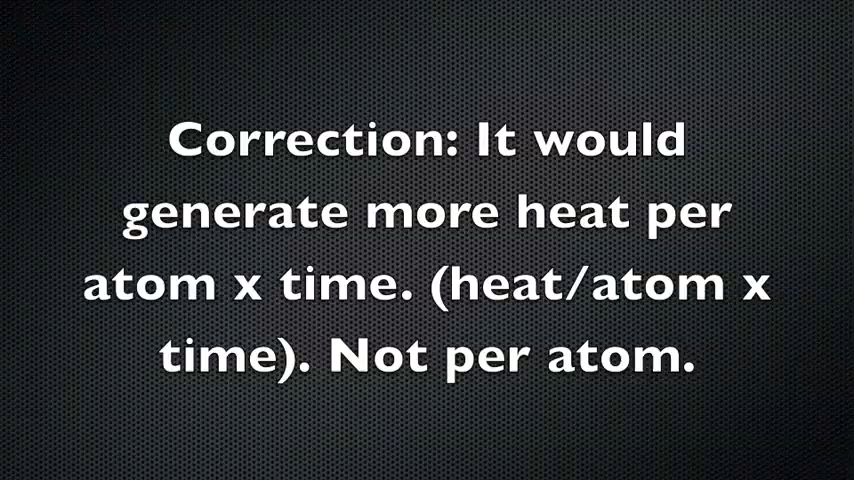 Correction: It would
generate more heat per
atom x time. (heat/atom x
time). Not per atom.